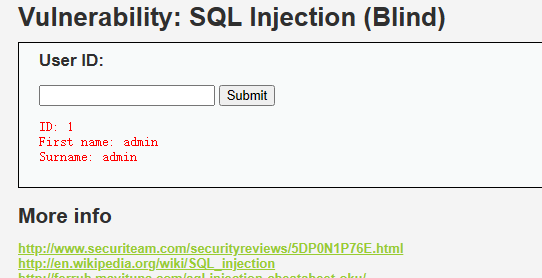 Vulnerability: SQL Injection (Blind)
User ID:
Submit
ID: 1
First name: admin
Surname: admin
More info
http://www.securiteam.com/securityreviews/5DP0N1P76E.html
http://en.wikipedia.org/wiki/SQL_injection